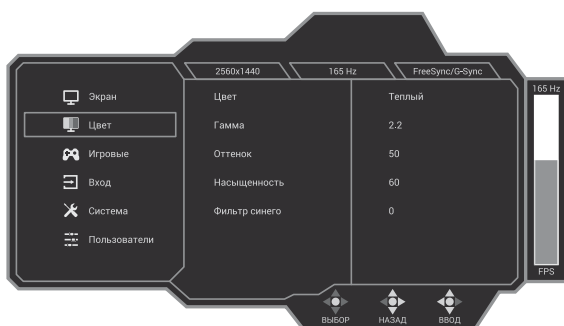 2560x1440
165 Hz
FreeSync/G-Sync
165 Hz
Экран
Цвет
Игровые
Вход
Система
Пользователи
Цвет
Теплый
Гамма
2.2
Оттенок
50
Насыщенность
60
Фильтр синего
0
FPS
ВЫБОР
НАЗАД
ВВОД